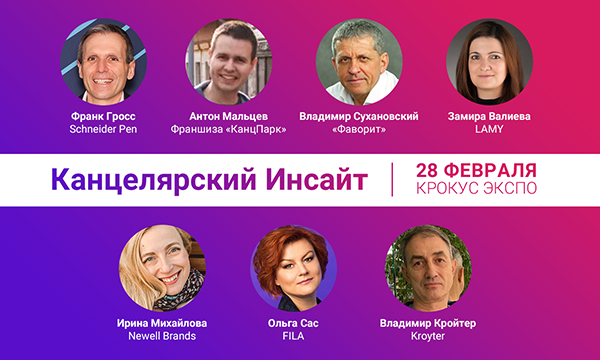 Франк Гросс
Schneider Pen
Антон Мальцев
Франшиза «КанцПарк»
Владимир Сухановский
«Фаворит»
Замира Валиева
LAMY
Канцелярский Инсайт
28 ФЕВРАЛЯ
КРОКУС ЭКСПО
Ирина Михайлова
Newell Brands
Ольга Сас
FILA
Владимир Кройтер
Kroyter